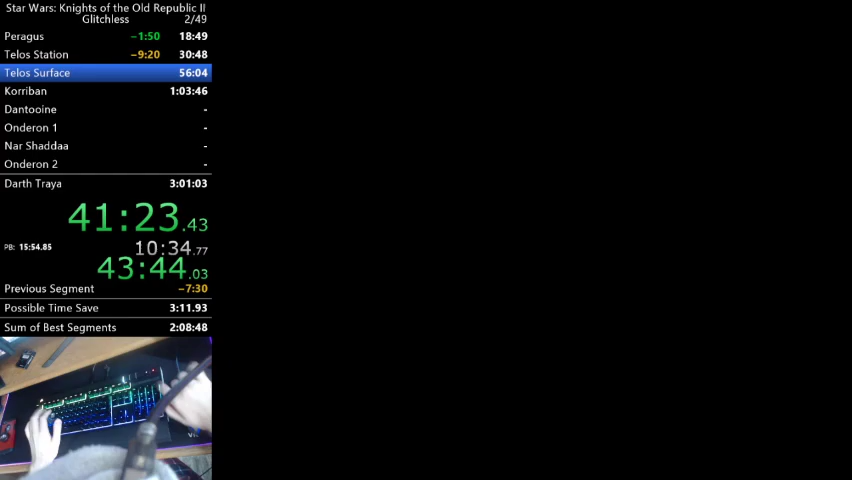 Star Wars: Knights of the Old Republic II
Glitchless 2/49
Peragus −1:50 18:49
Telos Station −9:20 30:48
Telos Surface 56:04
Korriban 1:03:46
Dantooine -
Onderon 1 -
Nar Shaddaa -
Onderon 2 -
Darth Traya 3:01:03
41:23.43
PB: 15:54.85 10:34.77
43:44.03
Previous Segment −7:30
Possible Time Save 3:11.93
Sum of Best Segments 2:08:48